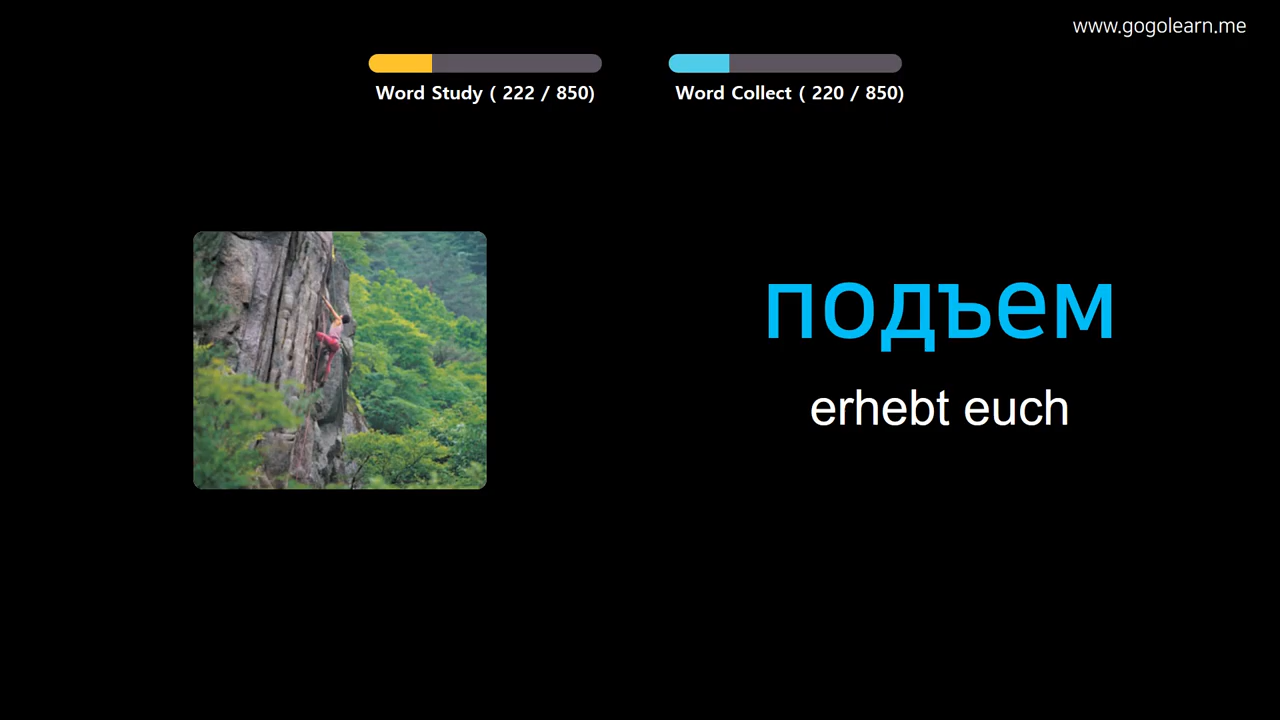 www.gogolearn.me
Word Study ( 222 / 850)
Word Collect ( 220 / 850)
подъем
erhebt euch